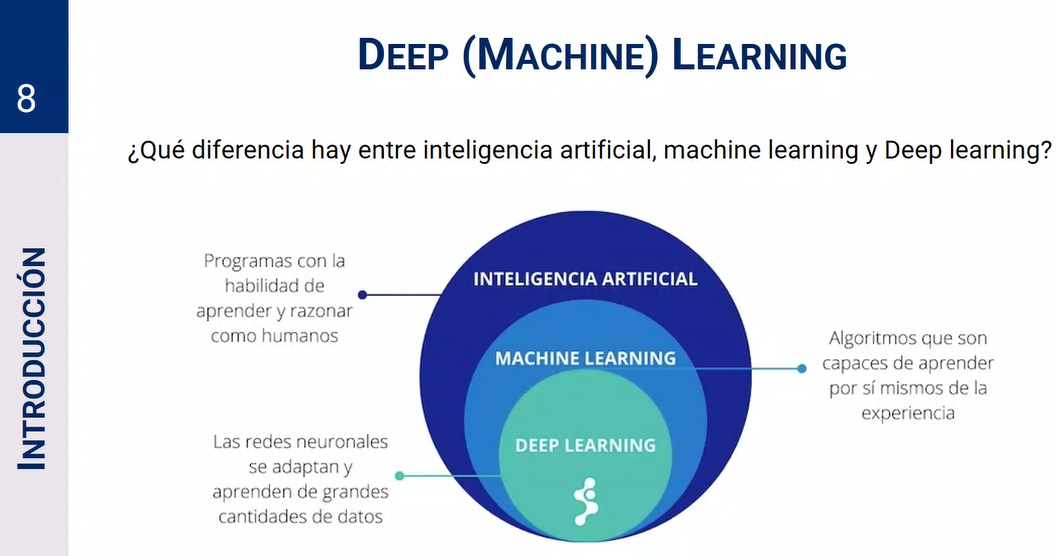 DEEP (MACHINE) LEARNING
8
¿Qué diferencia hay entre inteligencia artificial, machine learning y Deep learning?
INTRODUCCIÓN
Programas con la
habilidad de
aprender y razonar
como humanos
INTELIGENCIA ARTIFICIAL
MACHINE LEARNING
Algoritmos que son
capaces de aprender
por sí mismos de la
experiencia
DEEP LEARNING
Las redes neuronales
se adaptan y
aprenden de grandes
cantidades de datos